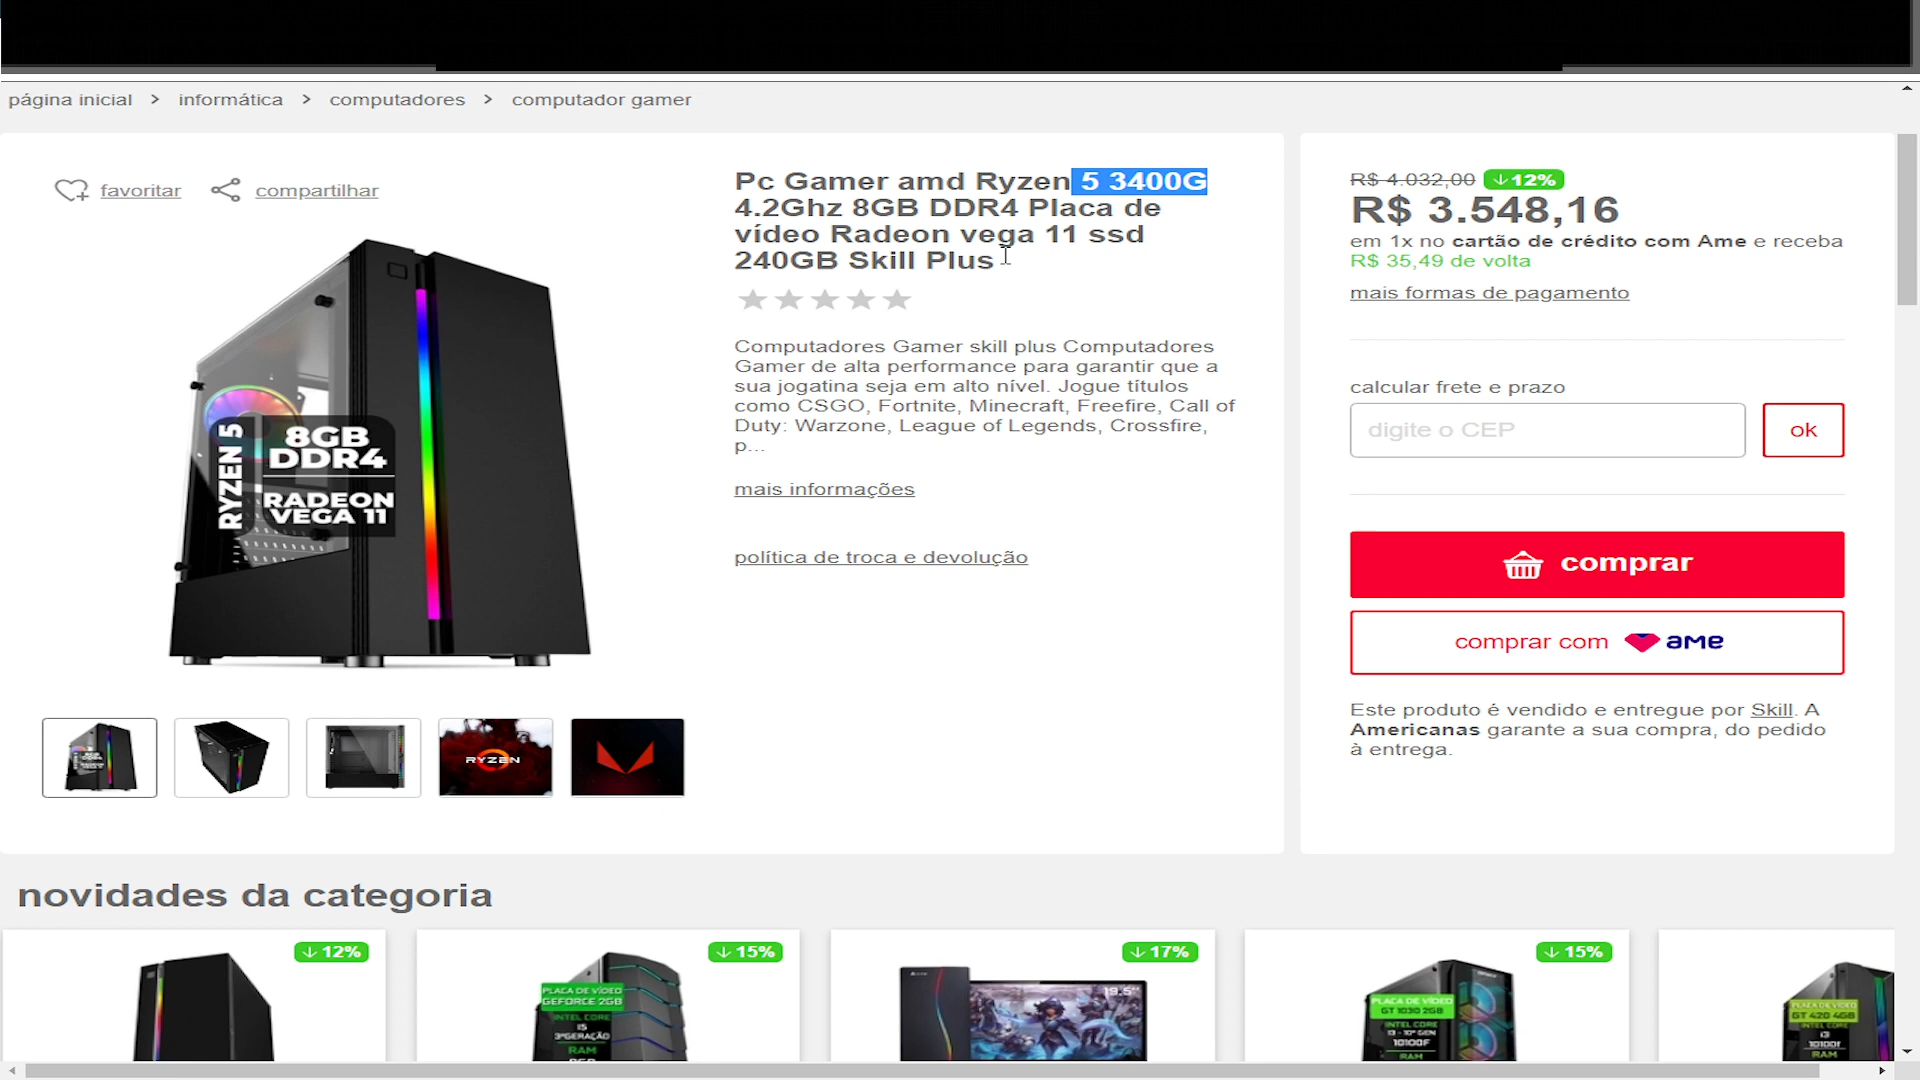 página inicial > informática > computadores > computador gamer
favoritar compartilhar
Pc Gamer amd Ryzen 5 3400G
4.2Ghz 8GB DDR4 Placa de
vídeo Radeon vega 11 ssd
240GB Skill Plus
Computadores Gamer skill plus Computadores
Gamer de alta performance para garantir que a
sua jogatina seja em alto nível. Jogue títulos
como CSGO, Fortnite, Minecraft, Freefire, Call of
Duty: Warzone, League of Legends, Crossfire,
p...
mais informações
política de troca e devolução
RYZEN 5
8GB
DDR4
RADEON
VEGA 11
RYZEN
R$ 4.032,00 ↓12%
R$ 3.548,16
em 1x no cartão de crédito com Ame e receba
R$ 35,49 de volta
mais formas de pagamento
calcular frete e prazo
digite o CEP
ok
comprar
comprar com ame
Este produto é vendido e entregue por Skill. A
Americanas garante a sua compra, do pedido
à entrega.
novidades da categoria
↓12%
↓15%
PLACA DE VÍDEO
GEFORCE 2GB
INTEL CORE
I5
3ªGERAÇÃO
RAM
↓17%
19.5"
↓15%
PLACA DE VÍDEO
GT 1030 2GB
INTEL CORE
I3 - 10ª GEN
10100F
RAM
PLACA DE VÍDEO
GT 420 4GB
INTEL CORE
i3
10100f
RAM